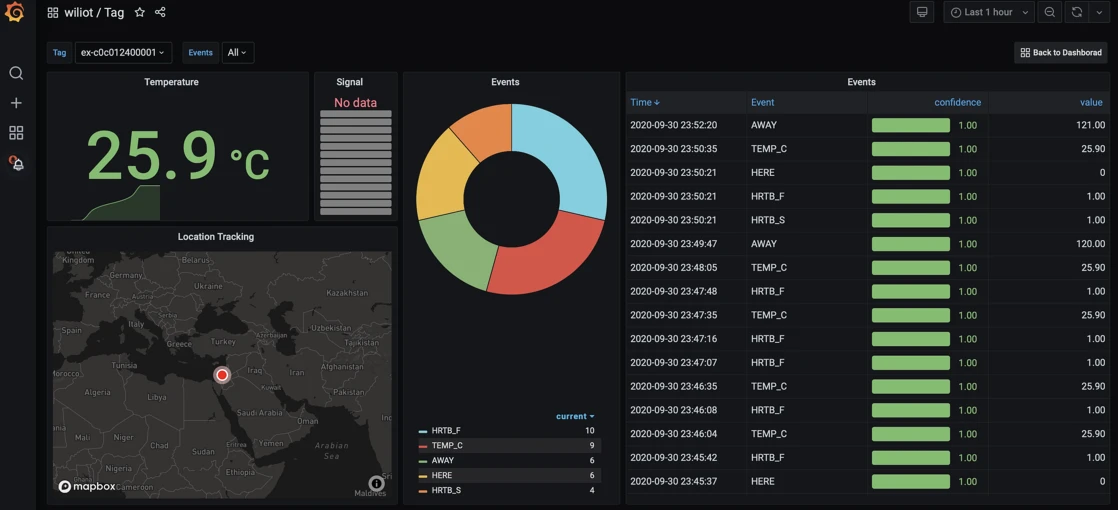 wiliot / Tag
Last 1 hour
Tag ex-c0c012400001 Events All
Back to Dashborad
Temperature
25.9 °C
Signal
No data
Location Tracking
Kingdom
Belarus
Germany
Ukraine
France
Austria
Kazakhstan
Serbia
Italy
Uzbekistan
Spain
Greece
Turkey
Azerbaijan
Tajikistan
Tunisia
Iraq
Iran
Afghanistan
Morocco
Kuwait
Algeria
Libya
Pakistan
Saudi Arabia
Oman
Mali
Niger
Chad
Eritrea
Yemen
Arabian
Sea
Sudan
Nigeria
Ethiopia
mapbox
Cameroon
Maldives
Events
current
HRTB_F 10
TEMP_C 9
AWAY 6
HERE 6
HRTB_S 4
Events
Time Event confidence value
2020-09-30 23:52:20 AWAY 1.00 121.00
2020-09-30 23:50:35 TEMP_C 1.00 25.90
2020-09-30 23:50:21 HERE 1.00 0
2020-09-30 23:50:21 HRTB_F 1.00 1.00
2020-09-30 23:50:21 HRTB_S 1.00 1.00
2020-09-30 23:49:47 AWAY 1.00 120.00
2020-09-30 23:48:05 TEMP_C 1.00 25.90
2020-09-30 23:47:48 HRTB_F 1.00 1.00
2020-09-30 23:47:35 TEMP_C 1.00 25.90
2020-09-30 23:47:16 HRTB_F 1.00 1.00
2020-09-30 23:47:07 HRTB_F 1.00 1.00
2020-09-30 23:46:35 TEMP_C 1.00 25.90
2020-09-30 23:46:08 HRTB_F 1.00 1.00
2020-09-30 23:46:04 TEMP_C 1.00 25.90
2020-09-30 23:45:42 HRTB_F 1.00 1.00
2020-09-30 23:45:37 HERE 1.00 0